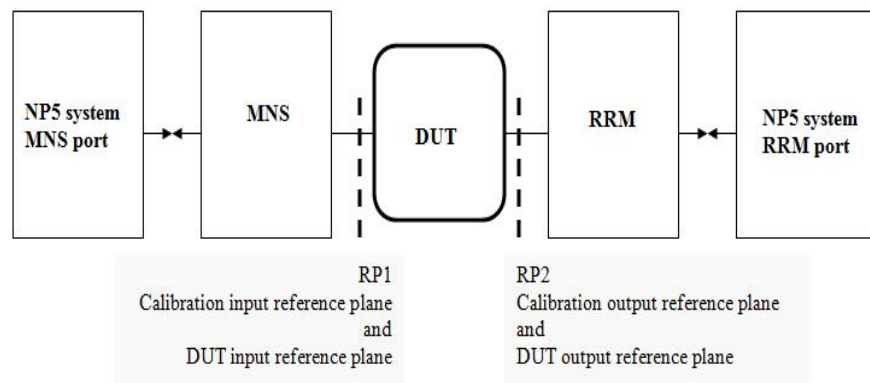 NP5 system
MNS port
MNS
DUT
RRM
NP5 system
RRM port
RP1
Calibration input reference plane
and
DUT input reference plane
RP2
Calibration output reference plane
and
DUT output reference plane